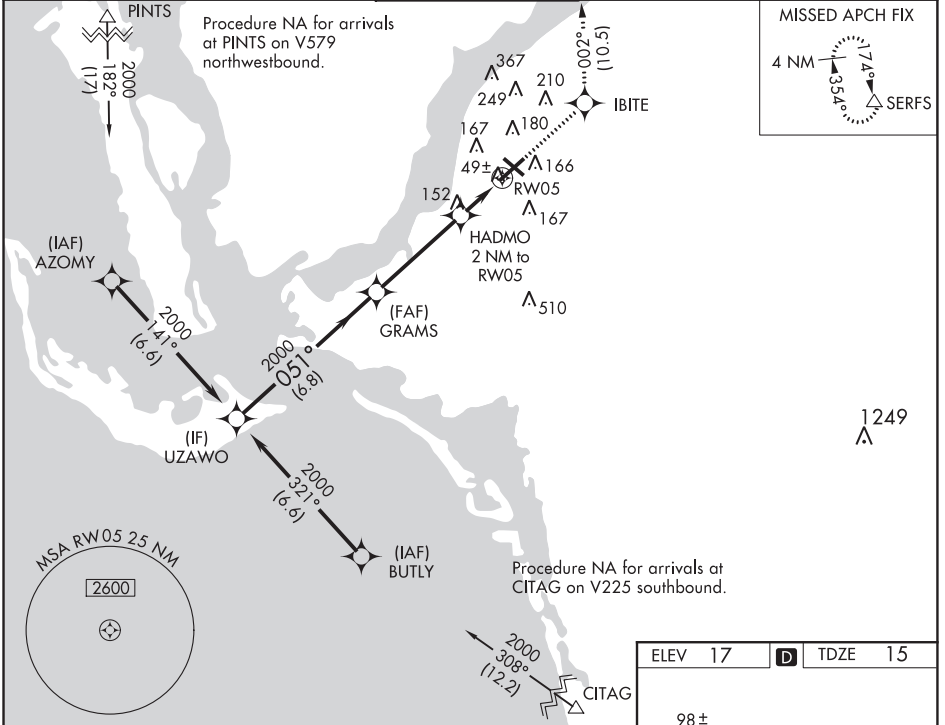 PINTS
2000
182°
(17)
Procedure NA for arrivals
at PINTS on V579
northwestbound.
002°
(10.5)
MISSED APCH FIX
4 NM
174°
354°
SERFS
367
249
210
IBITE
167
180
49±
166
RW05
152
167
HADMO
2 NM to
RW05
(IAF)
AZOMY
510
(FAF)
GRAMS
2000
141°
(6.6)
2000
051°
(6.8)
1249
(IF)
UZAWO
2000
321°
(6.6)
MSA RW05 25 NM
2600
(IAF)
BUTLY
Procedure NA for arrivals at
CITAG on V225 southbound.
2000
308°
(12.2)
CITAG
ELEV 17
D
TDZE 15
98±